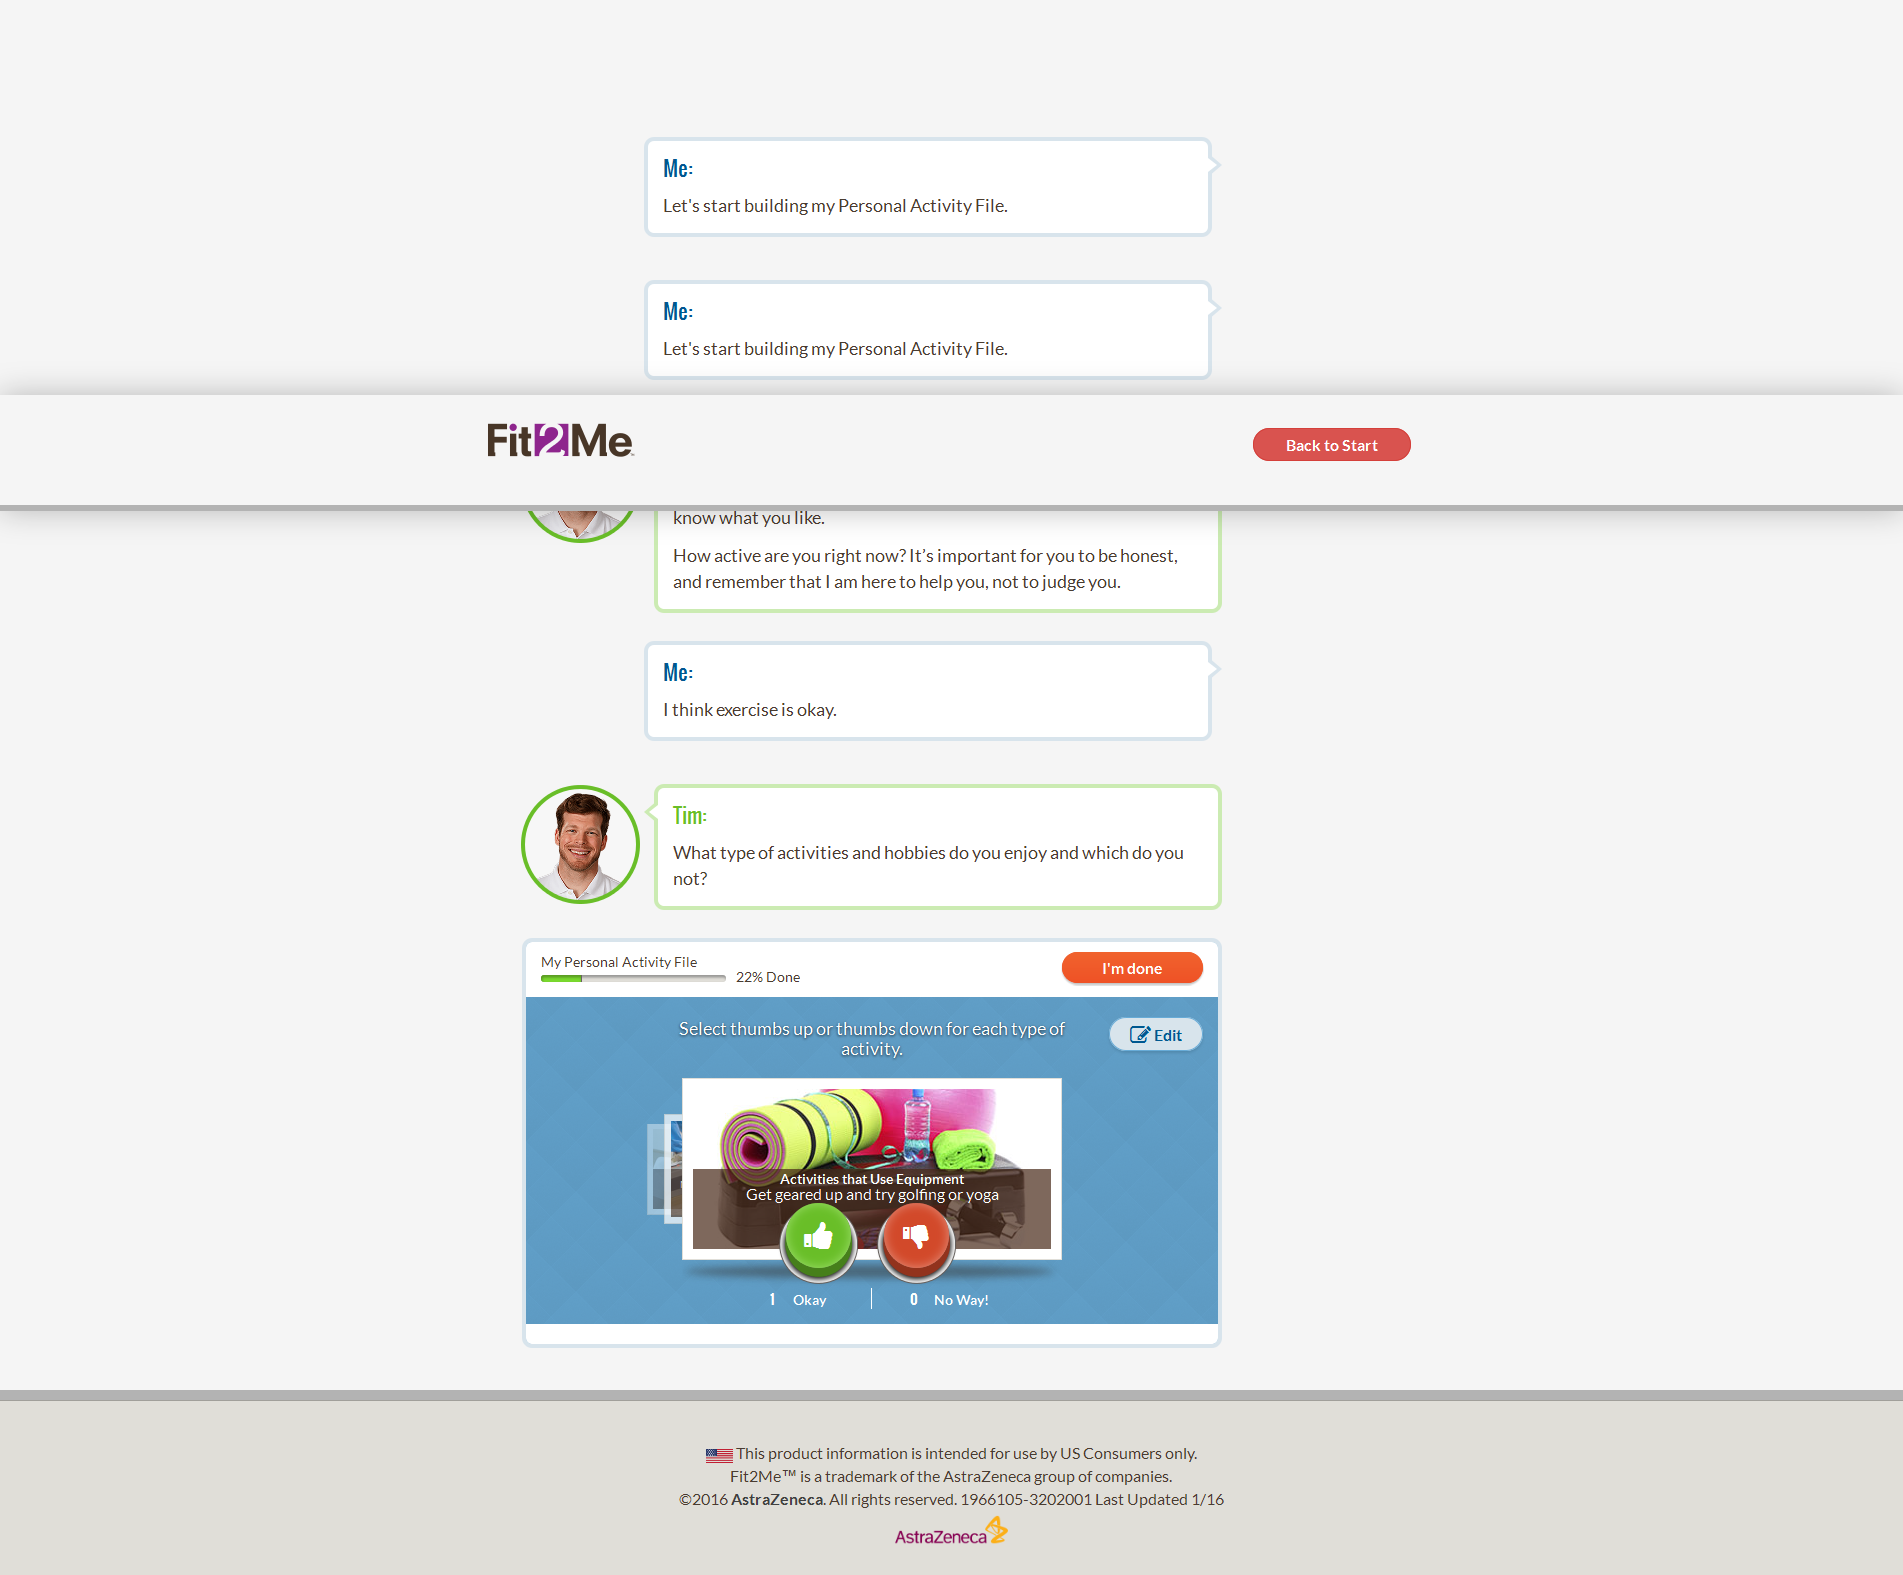 Me:
Let's start building my Personal Activity File.
Me:
Let's start building my Personal Activity File.
Fit2Me™
Back to Start
know what you like.
How active are you right now? It’s important for you to be honest,
and remember that I am here to help you, not to judge you.
Me:
I think exercise is okay.
Tim:
What type of activities and hobbies do you enjoy and which do you
not?
My Personal Activity File
22% Done
I'm done
Select thumbs up or thumbs down for each type of
activity.
Edit
Activities that Use Equipment
Get geared up and try golfing or yoga
1 Okay
0 No Way!
This product information is intended for use by US Consumers only.
Fit2Me™ is a trademark of the AstraZeneca group of companies.
©2016 AstraZeneca. All rights reserved. 1966105-3202001 Last Updated 1/16
AstraZeneca